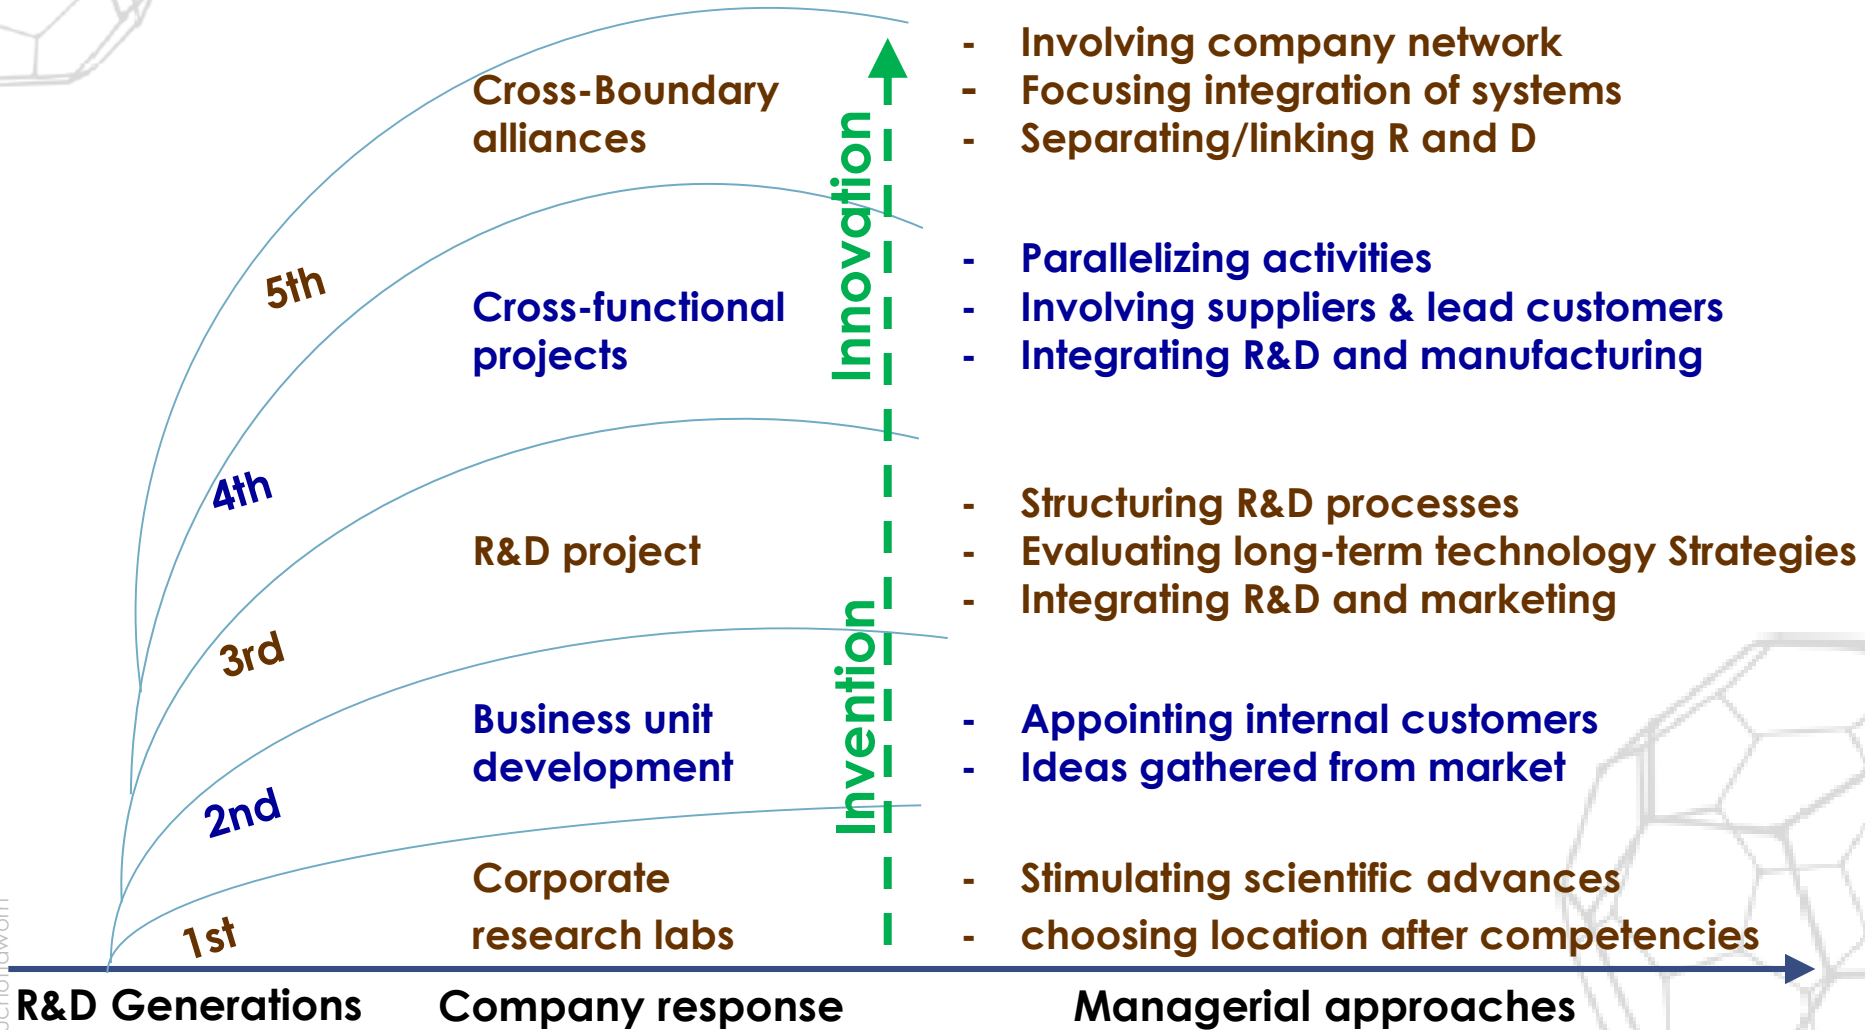 Cross-Boundary
alliances
- Involving company network
- Focusing integration of systems
- Separating/linking R and D
5th
Innovation
Cross-functional
projects
- Parallelizing activities
- Involving suppliers & lead customers
- Integrating R&D and manufacturing
4th
R&D project
- Structuring R&D processes
- Evaluating long-term technology Strategies
- Integrating R&D and marketing
3rd
Invention
Business unit
development
- Appointing internal customers
- Ideas gathered from market
2nd
Corporate
research labs
- Stimulating scientific advances
- choosing location after competencies
1st
R&D Generations
Company response
Managerial approaches